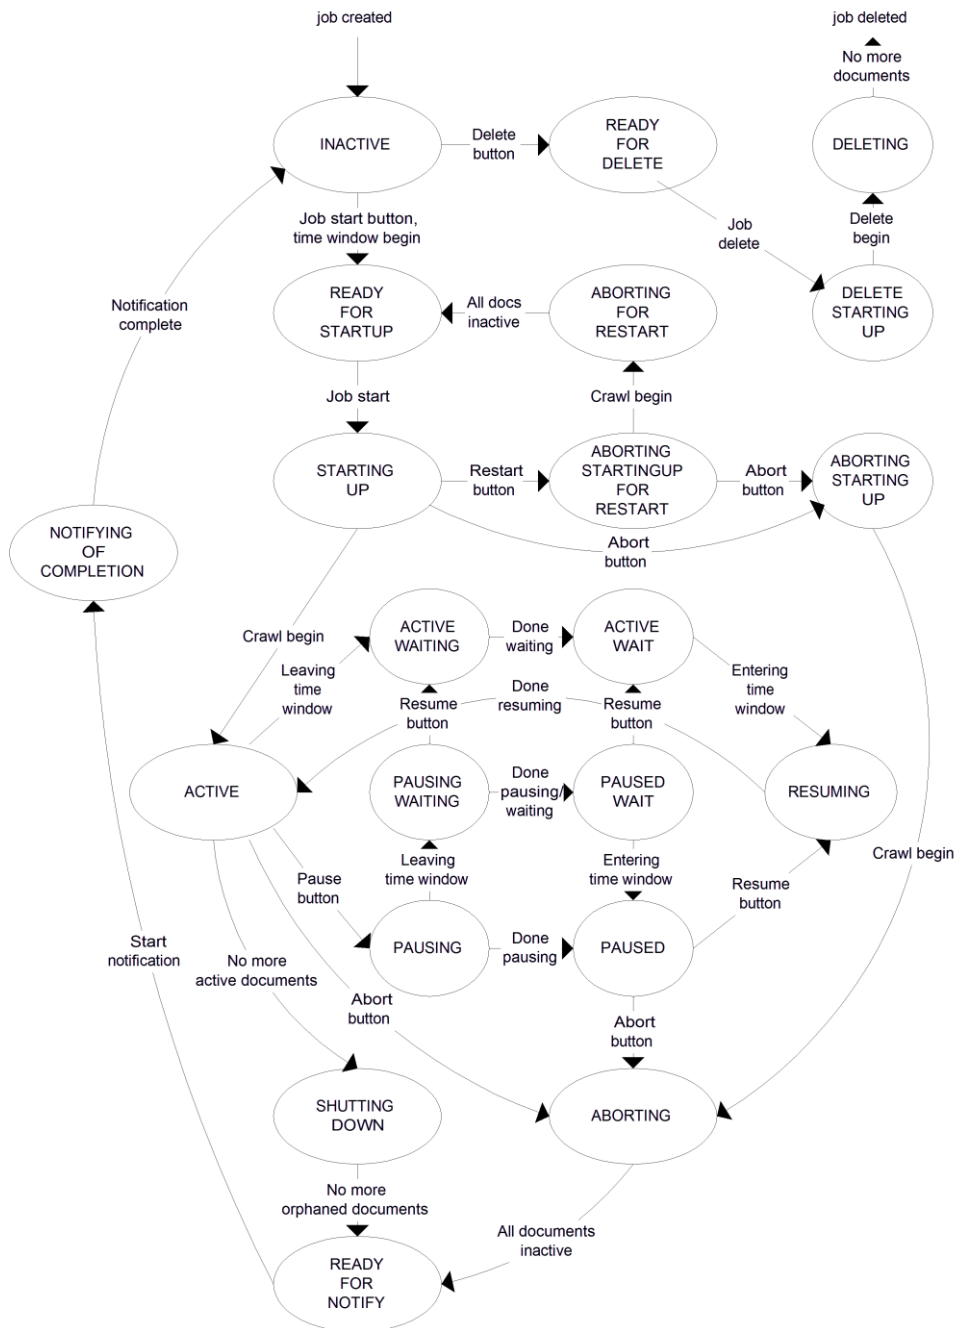 job created
job deleted
No more
documents
INACTIVE
Delete
button
READY
FOR
DELETE
DELETING
Job start button,
time window begin
Job
delete
Delete
begin
Notification
complete
READY
FOR
STARTUP
All docs
inactive
ABORTING
FOR
RESTART
DELETE
STARTING
UP
Job start
Crawl begin
STARTING
UP
Restart
button
ABORTING
STARTINGUP
FOR
RESTART
Abort
button
ABORTING
STARTING
UP
NOTIFYING
OF
COMPLETION
Abort
button
Crawl begin
ACTIVE
WAITING
Done
waiting
ACTIVE
WAIT
Leaving
time
window
Entering
time
window
Resume
button
Done
resuming
Resume
button
ACTIVE
PAUSING
WAITING
Done
pausing/
waiting
PAUSED
WAIT
RESUMING
Crawl begin
Pause
button
Leaving
time window
Entering
time window
Resume
button
Start
notification
No more
active documents
PAUSING
Done
pausing
PAUSED
Abort
button
Abort
button
SHUTTING
DOWN
ABORTING
No more
orphaned documents
All documents
inactive
READY
FOR
NOTIFY